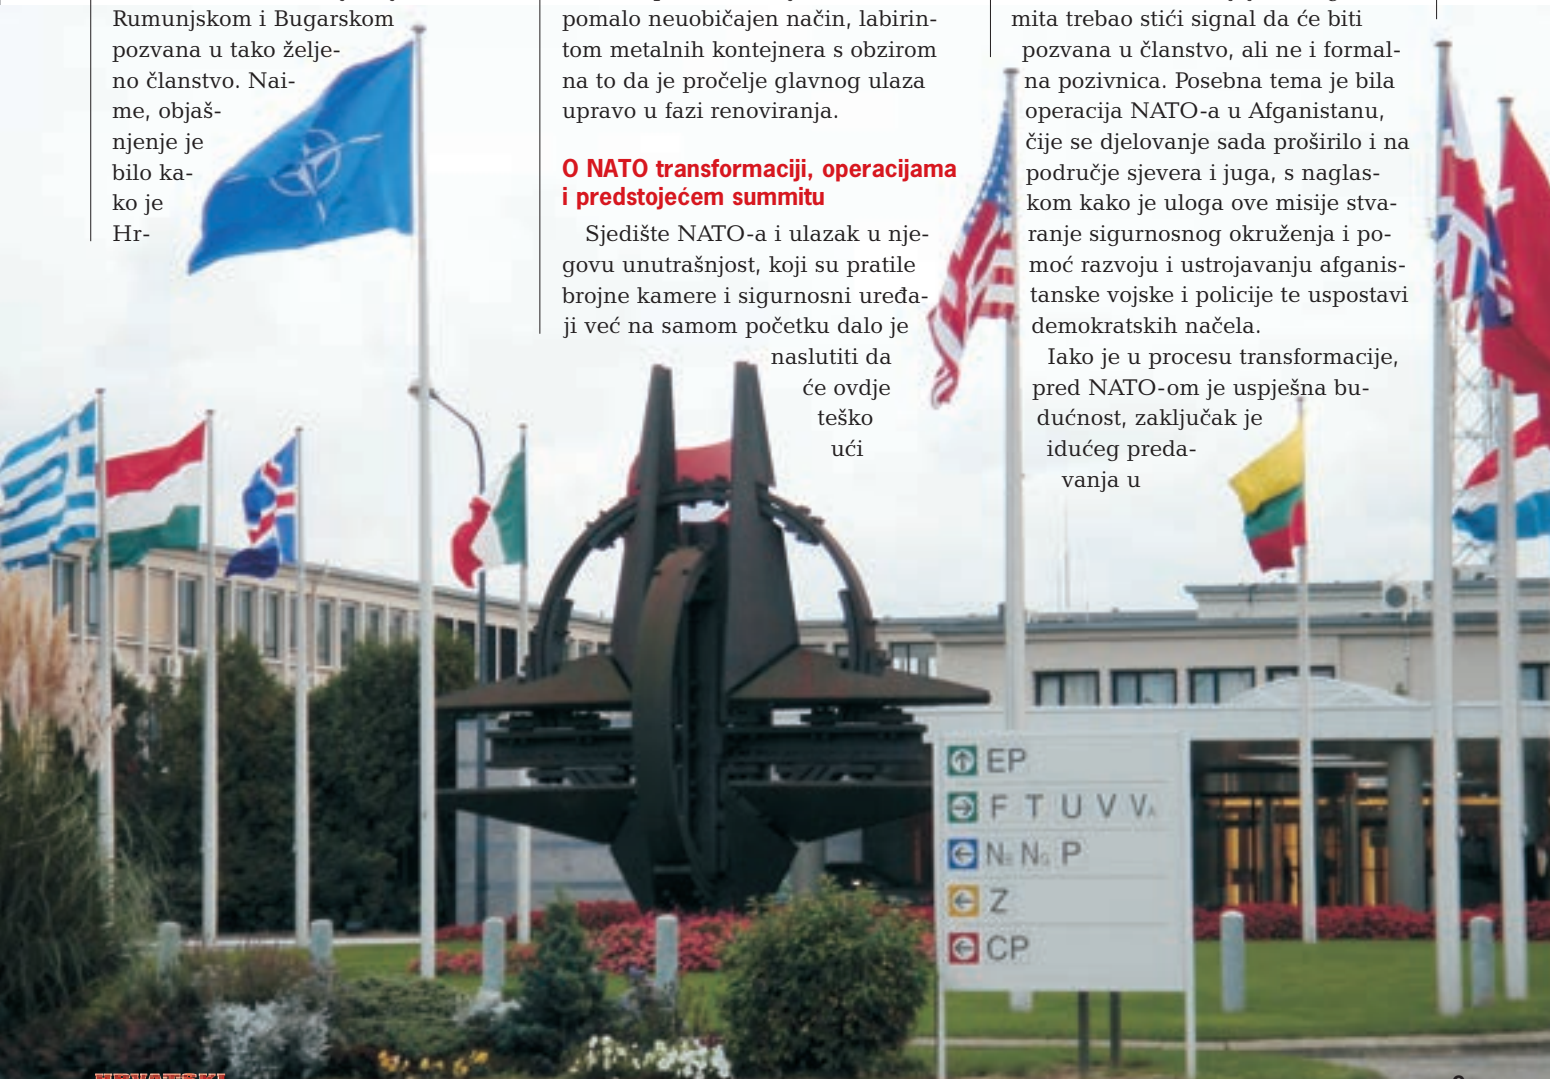 Rumunjskom i Bugarskom
pozvana u tako želje-
no članstvo. Nai-
me, objaš-
njenje je
bilo ka-
ko je
Hr-
pomalo neuobičajen način, labirin-
tom metalnih kontejnera s obzirom
na to da je pročelje glavnog ulaza
upravo u fazi renoviranja.
O NATO transformaciji, operacijama
i predstojećem summitu
Sjedište NATO-a i ulazak u nje-
govu unutrašnjost, koji su pratile
brojne kamere i sigurnosni uređa-
ji već na samom početku dalo je
naslutiti da
će ovdje
teško
ući
mita trebao stići signal da će biti
pozvana u članstvo, ali ne i formal-
na pozivnica. Posebna tema je bila
operacija NATO-a u Afganistanu,
čije se djelovanje sada proširilo i na
područje sjevera i juga, s naglas-
kom kako je uloga ove misije stva-
ranje sigurnosnog okruženja i po-
moć razvoju i ustrojavanju afganis-
tanske vojske i policije te uspostavi
demokratskih načela.
Iako je u procesu transformacije,
pred NATO-om je uspješna bu-
dućnost, zaključak je
idućeg preda-
vanja u
EP
F T U V VA
NB NG P
Z
CP
HRVATSKI